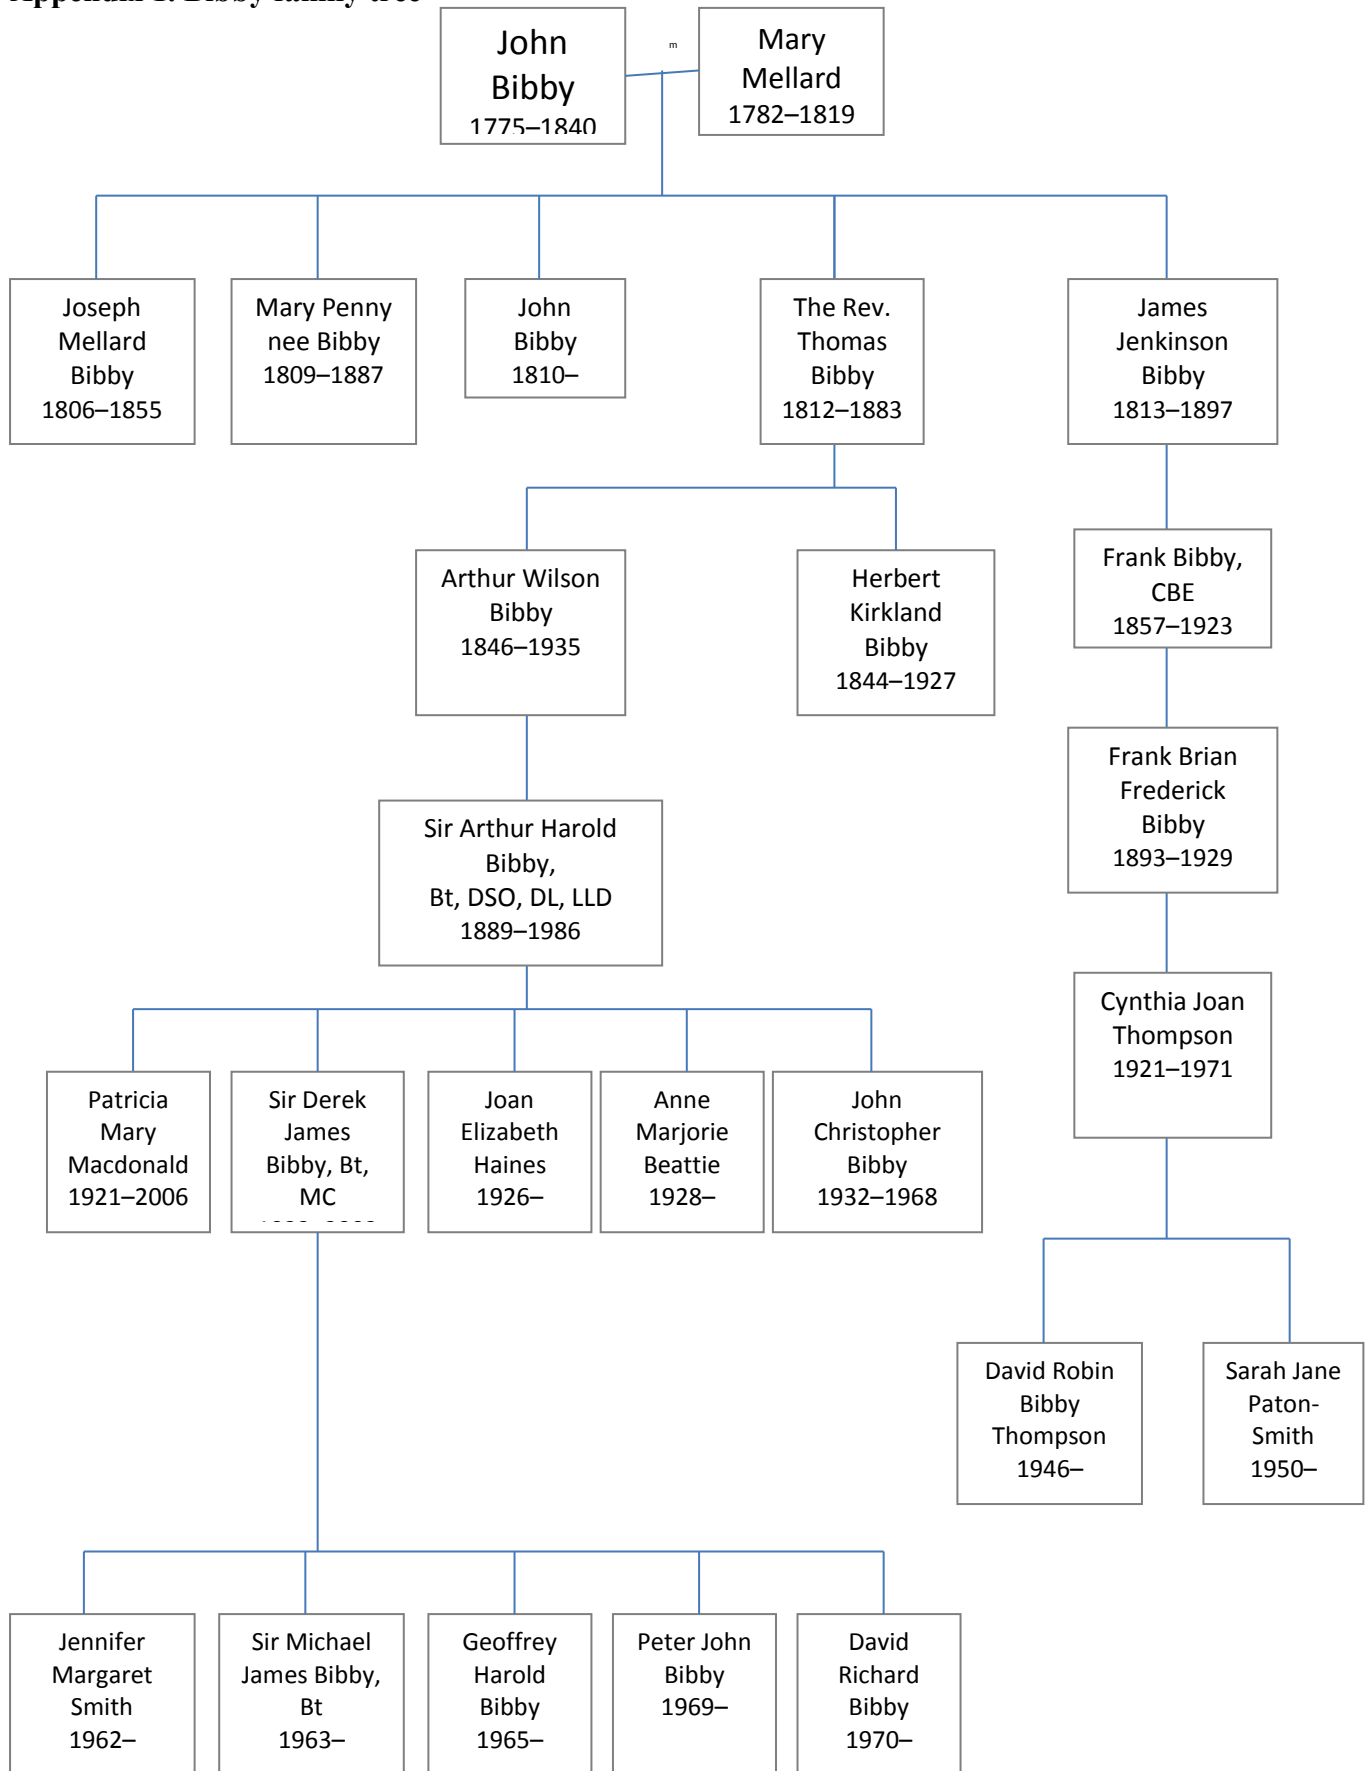 John
Bibby
1775–1840
m
Mary
Mellard
1782–1819
Joseph
Mellard
Bibby
1806–1855
Mary Penny
nee Bibby
1809–1887
John
Bibby
1810–
The Rev.
Thomas
Bibby
1812–1883
James
Jenkinson
Bibby
1813–1897
Arthur Wilson
Bibby
1846–1935
Herbert
Kirkland
Bibby
1844–1927
Frank Bibby,
CBE
1857–1923
Frank Brian
Frederick
Bibby
1893–1929
Sir Arthur Harold
Bibby,
Bt, DSO, DL, LLD
1889–1986
Cynthia Joan
Thompson
1921–1971
Patricia
Mary
Macdonald
1921–2006
Sir Derek
James
Bibby, Bt,
MC
Joan
Elizabeth
Haines
1926–
Anne
Marjorie
Beattie
1928–
John
Christopher
Bibby
1932–1968
David Robin
Bibby
Thompson
1946–
Sarah Jane
Paton-
Smith
1950–
Jennifer
Margaret
Smith
1962–
Sir Michael
James Bibby,
Bt
1963–
Geoffrey
Harold
Bibby
1965–
Peter John
Bibby
1969–
David
Richard
Bibby
1970–